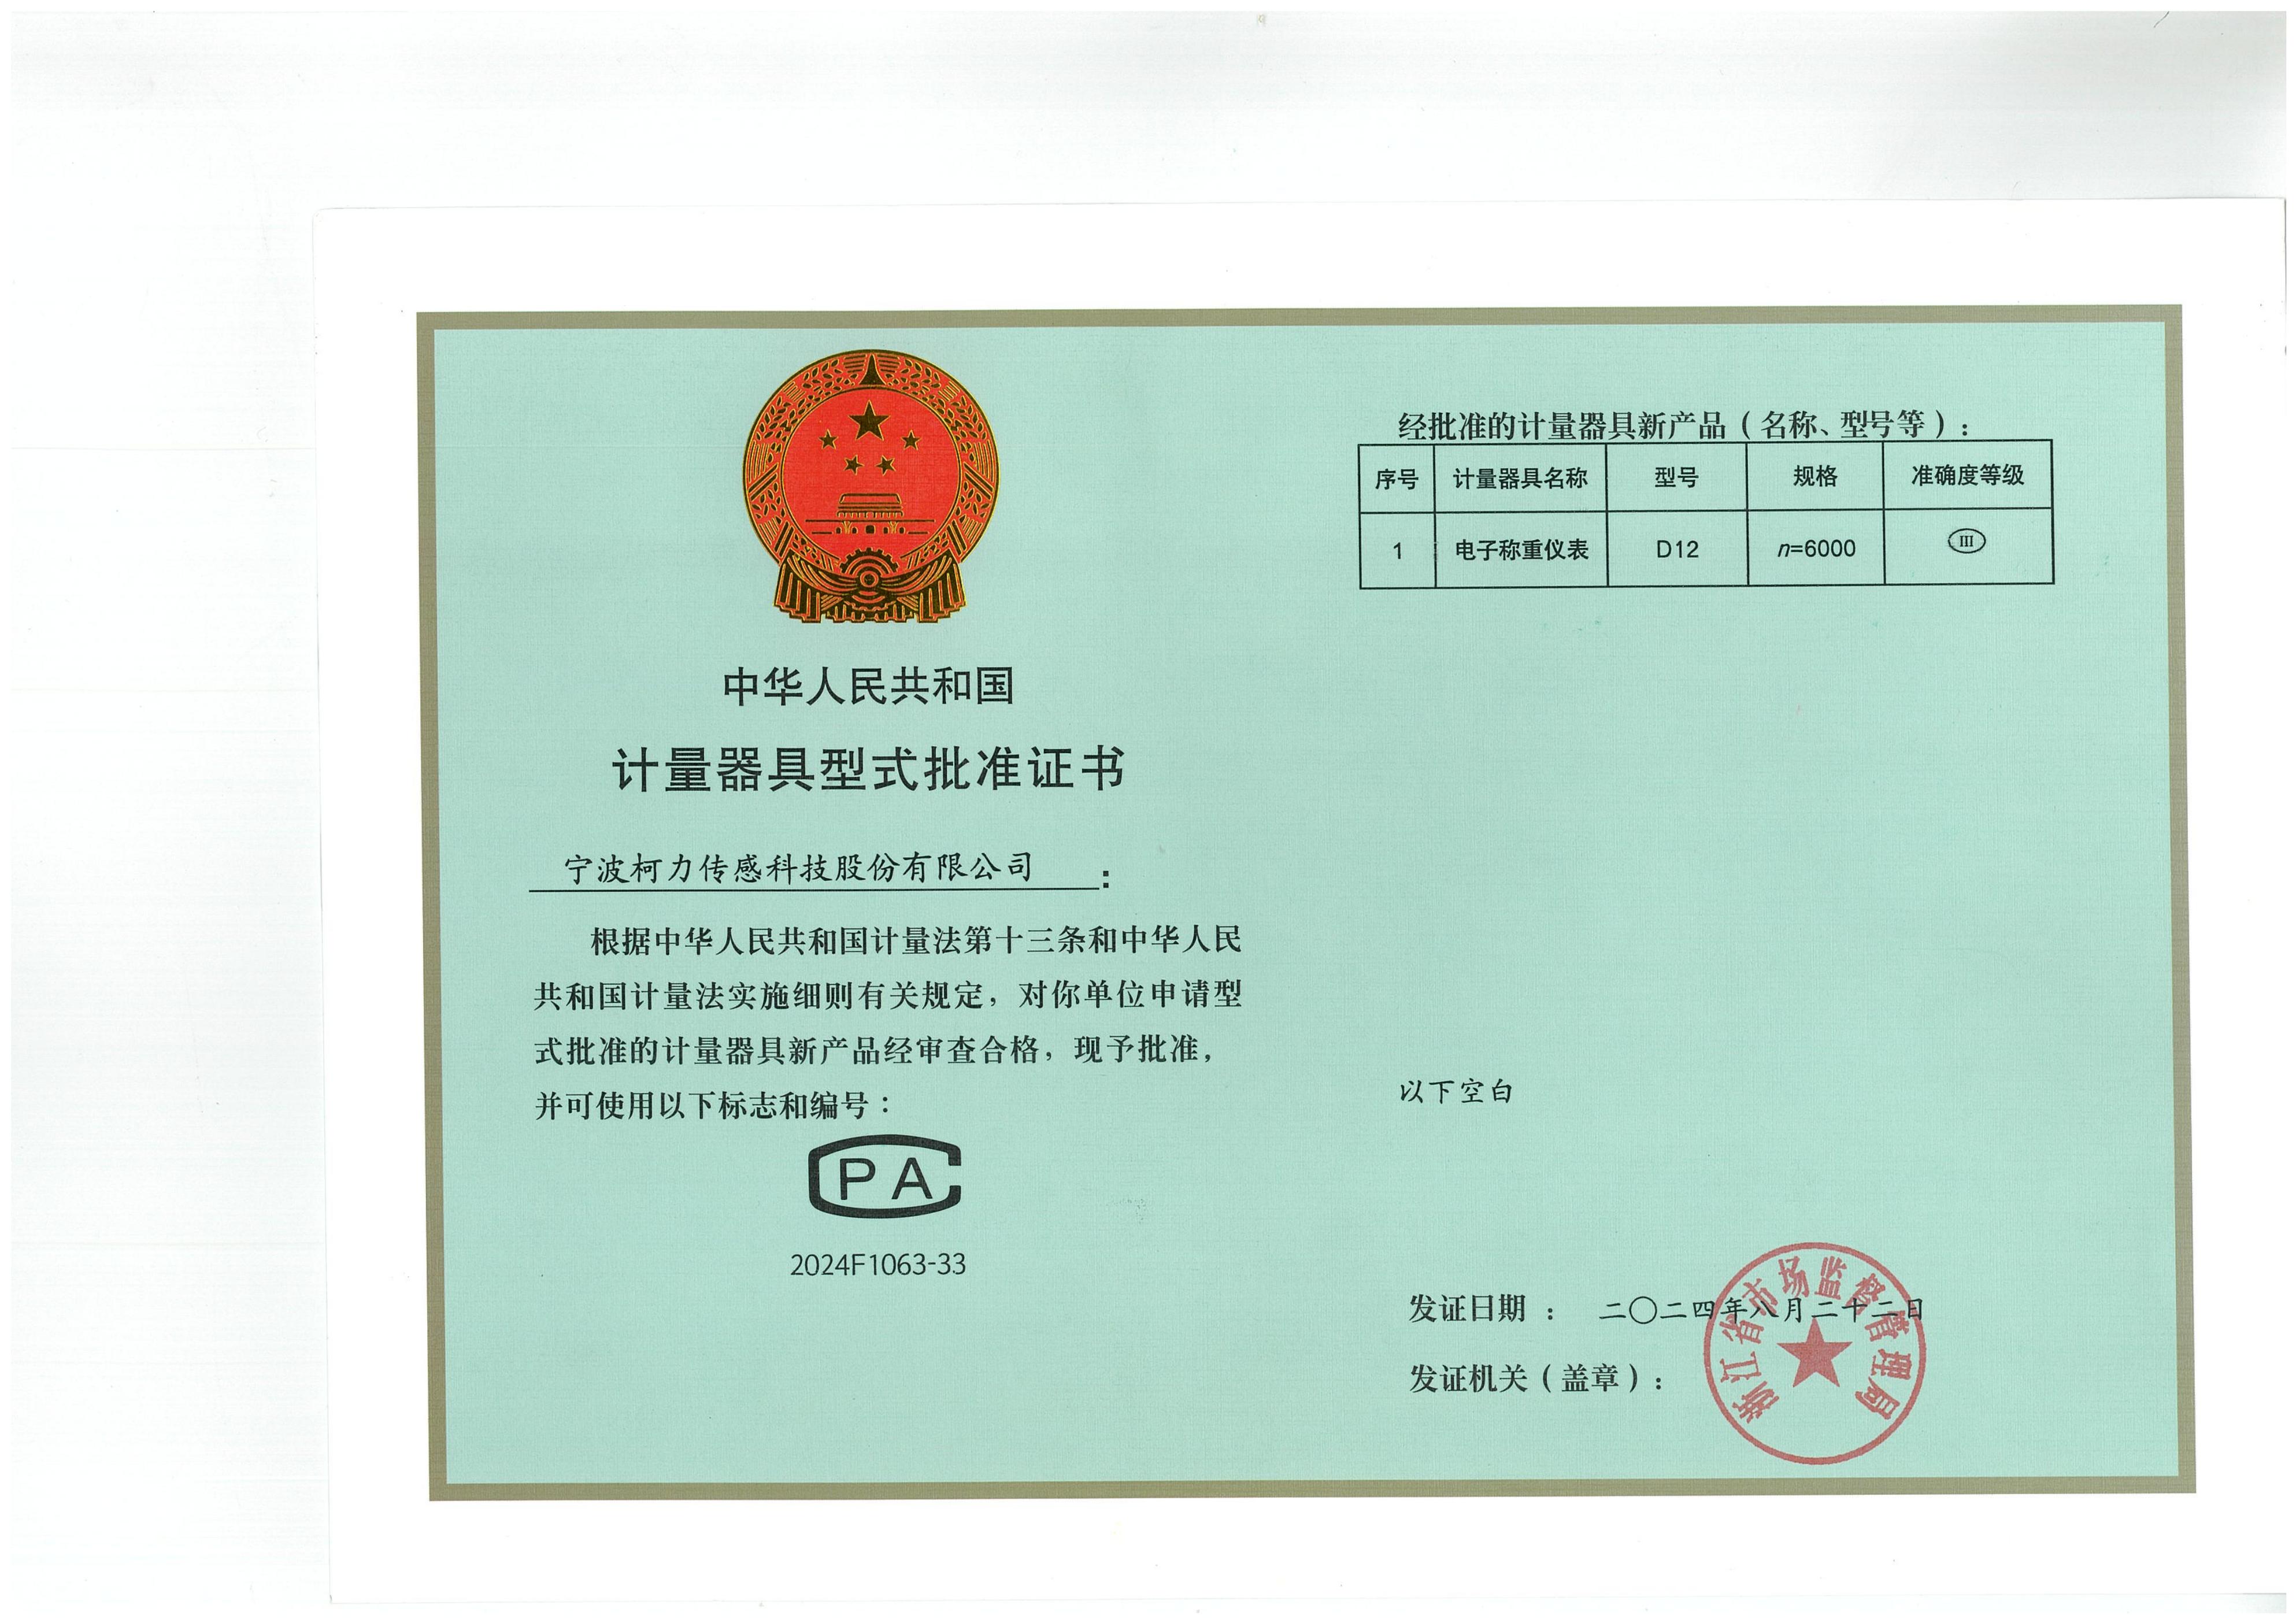 中华人民共和国
计量器具型式批准证书
宁波柯力传感科技股份有限公司：
根据中华人民共和国计量法第十三条和中华人民
共和国计量法实施细则有关规定，对你单位申请型
式批准的计量器具新产品经审查合格，现予批准，
并可使用以下标志和编号：
CPA
2024F1063-33
经批准的计量器具新产品（名称、型号等）：
序号 计量器具名称 型号 规格 准确度等级
1 电子称重仪表 D12 n=6000 III
以下空白
发证日期： 二〇二四年八月二十二日
发证机关（盖章）：
浙江省市场监督管理局